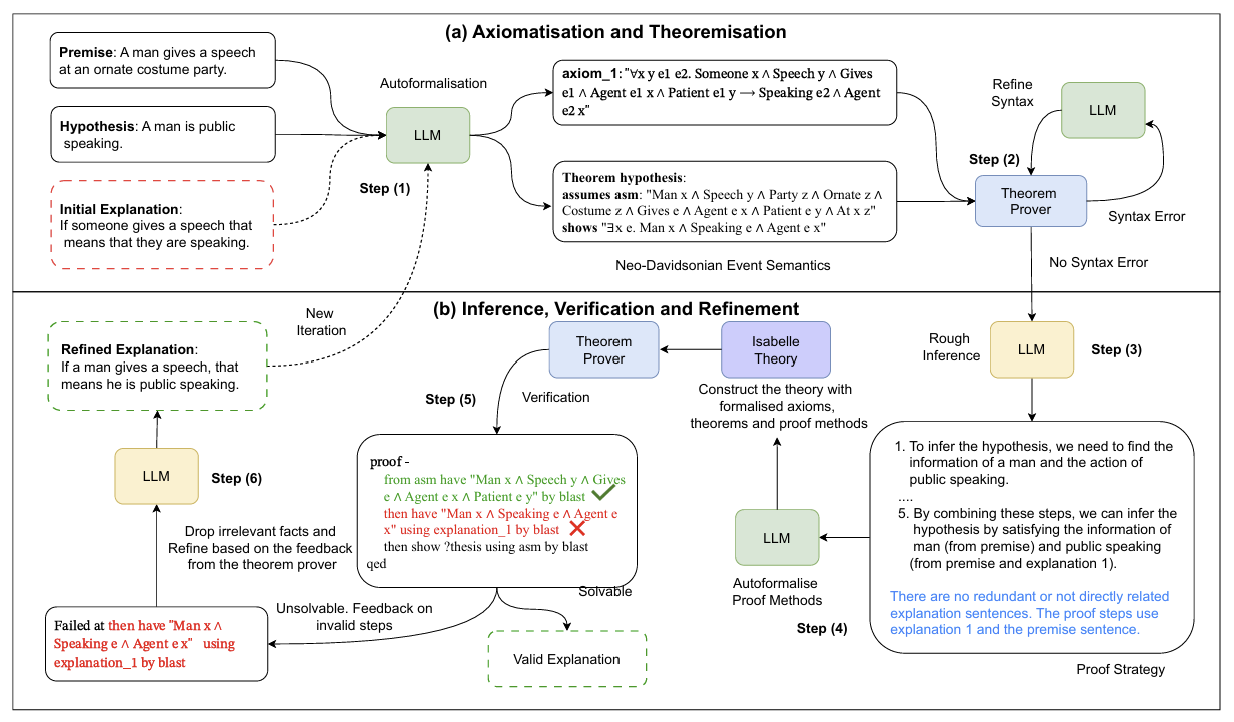 (a) Axiomatisation and Theoremisation
Premise: A man gives a speech
at an ornate costume party.
Hypothesis: A man is public
speaking.
Initial Explanation:
If someone gives a speech that
means that they are speaking.
Autoformalisation
LLM
Step (1)
axiom_1: "∀x y e1 e2. Someone x ∧ Speech y ∧ Gives
e1 ∧ Agent e1 x ∧ Patient e1 y ⟶ Speaking e2 ∧ Agent
e2 x"
Theorem hypothesis:
assumes asm: "Man x ∧ Speech y ∧ Party z ∧ Ornate z ∧
Costume z ∧ Gives e ∧ Agent e x ∧ Patient e y ∧ At x z"
shows "∃x e. Man x ∧ Speaking e ∧ Agent e x"
Neo-Davidsonian Event Semantics
Refine
Syntax
LLM
Step (2)
Theorem
Prover
Syntax Error
No Syntax Error
(b) Inference, Verification and Refinement
New
Iteration
Refined Explanation:
If a man gives a speech, that
means he is public speaking.
LLM
Step (6)
Drop irrelevant facts and
Refine based on the feedback
from the theorem prover
Failed at then have "Man x ∧
Speaking e ∧ Agent e x" using
explanation_1 by blast
Unsolvable. Feedback on
invalid steps
Theorem
Prover
Isabelle
Theory
Step (5)
Verification
Construct the theory with
formalised axioms,
theorems and proof methods
proof -
from asm have "Man x ∧ Speech y ∧ Gives
e ∧ Agent e x ∧ Patient e y" by blast
then have "Man x ∧ Speaking e ∧ Agent e
x" using explanation_1 by blast
then show ?thesis using asm by blast
qed
Solvable
Valid Explanation
Rough
Inference
LLM
Step (3)
1. To infer the hypothesis, we need to find the
information of a man and the action of
public speaking.
....
5. By combining these steps, we can infer the
hypothesis by satisfying the information of
man (from premise) and public speaking
(from premise and explanation 1).
There are no redundant or not directly related
explanation sentences. The proof steps use
explanation 1 and the premise sentence.
Proof Strategy
LLM
Autoformalise
Proof Methods
Step (4)